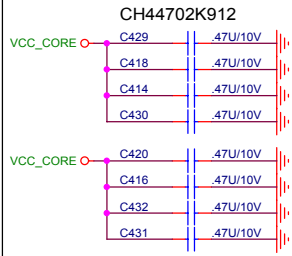 CH44702K912
VCC_CORE C429 .47U/10V
C418 .47U/10V
C414 .47U/10V
C430 .47U/10V
VCC_CORE C420 .47U/10V
C416 .47U/10V
C432 .47U/10V
C431 .47U/10V